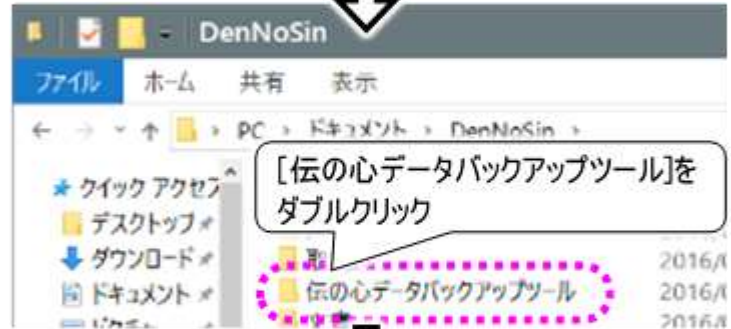 DenNoSin
ファイル ホーム 共有 表示
PC › ドキュメント › DenNoSin ›
[伝の心データバックアップツール]を
ダブルクリック
クイック アクセス
デスクトップ
ダウンロード 2016/
伝の心データバックアップツール 2016/
ドキュメント 2016/